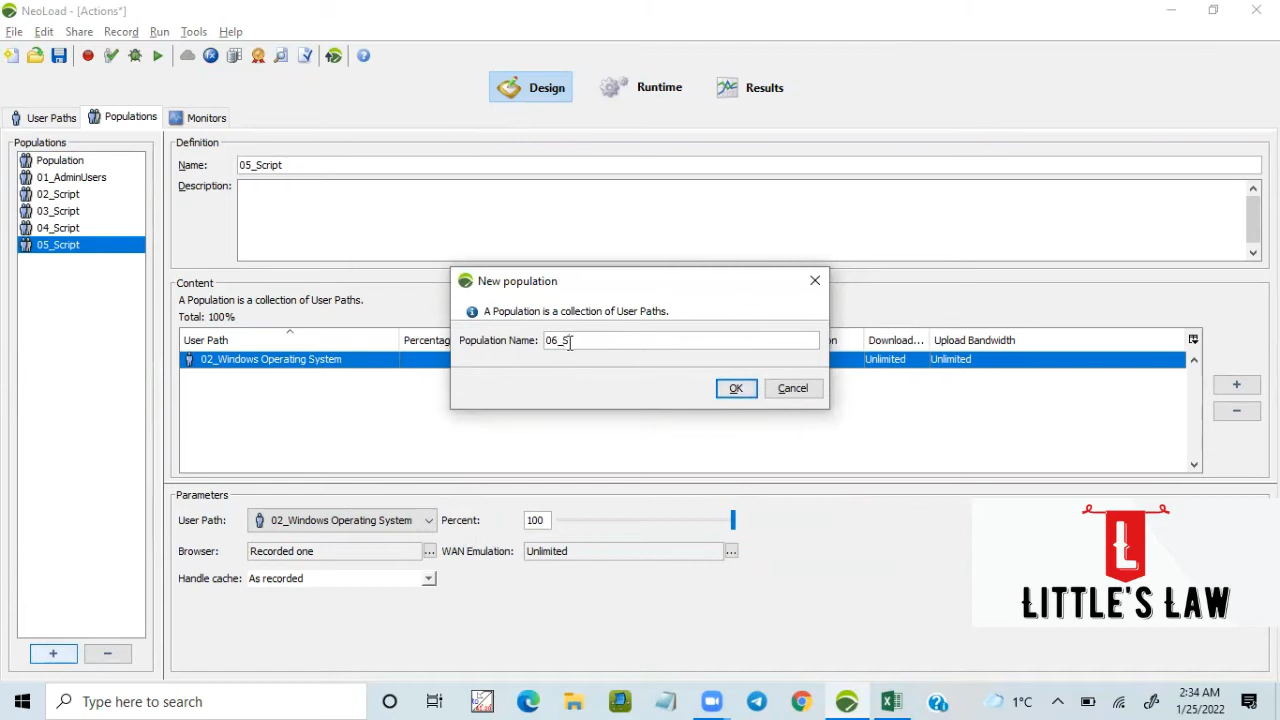 NeoLoad - [Actions*]
File Edit Share Record Run Tools Help
Design Runtime Results
User Paths Populations Monitors
Populations
Population
01_AdminUsers
02_Script
03_Script
04_Script
05_Script
Definition
Name: 05_Script
Description:
Content
A Population is a collection of User Paths.
Total: 100%
User Path Percentag on Download... Upload Bandwidth
02_Windows Operating System Unlimited Unlimited
New population
A Population is a collection of User Paths.
Population Name: 06_S
OK Cancel
+
-
Parameters
User Path: 02_Windows Operating System Percent: 100
Browser: Recorded one ... WAN Emulation: Unlimited ...
Handle cache: As recorded
+ -
L
LITTLE'S LAW
Type here to search
1°C
2:34 AM
1/25/2022